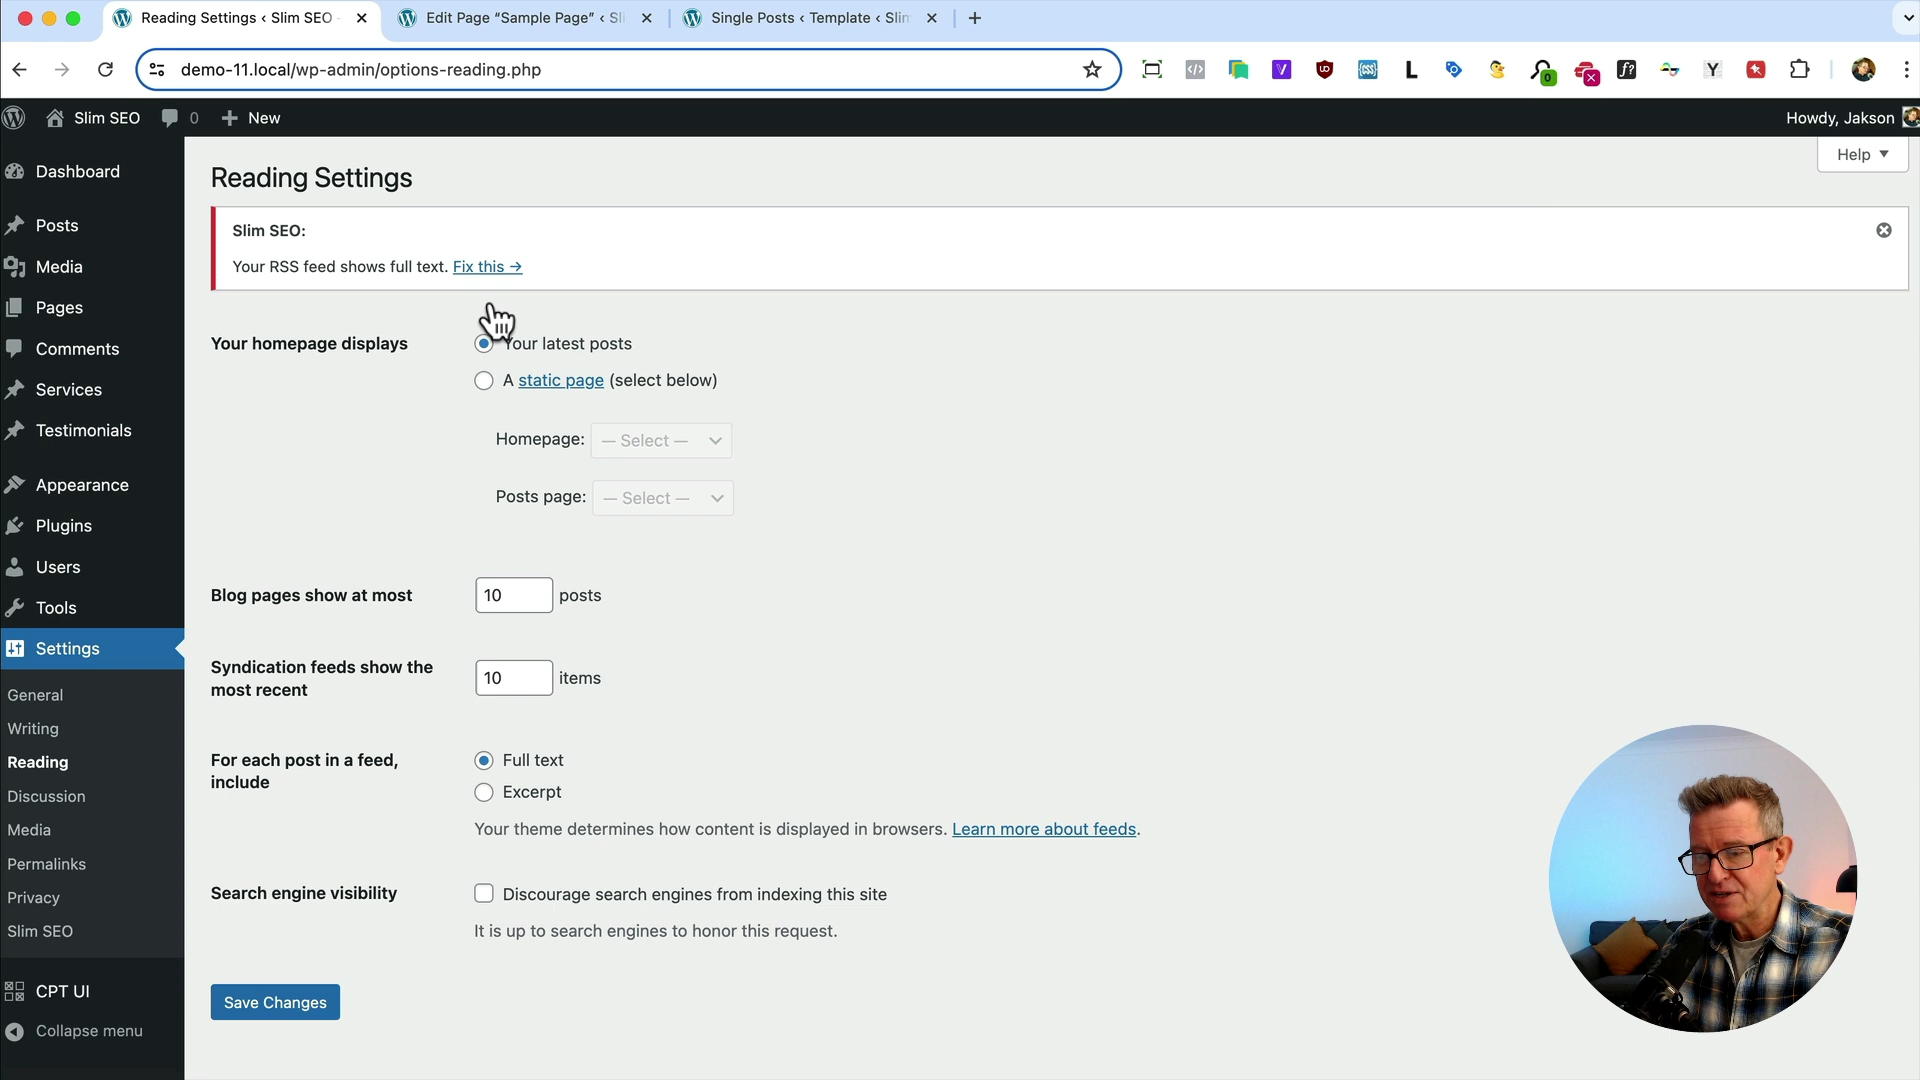 Reading Settings ‹ Slim SEO
Edit Page “Sample Page” ‹ Sli
Single Posts ‹ Template ‹ Slim
demo-11.local/wp-admin/options-reading.php
Slim SEO
0
New
Howdy, Jakson
Help
Dashboard
Posts
Media
Pages
Comments
Services
Testimonials
Appearance
Plugins
Users
Tools
Settings
General
Writing
Reading
Discussion
Media
Permalinks
Privacy
Slim SEO
CPT UI
Collapse menu
Reading Settings
Slim SEO:
Your RSS feed shows full text. Fix this →
Your homepage displays
Your latest posts
A static page (select below)
Homepage: — Select —
Posts page: — Select —
Blog pages show at most
10 posts
Syndication feeds show the
most recent
10 items
For each post in a feed,
include
Full text
Excerpt
Your theme determines how content is displayed in browsers. Learn more about feeds.
Search engine visibility
Discourage search engines from indexing this site
It is up to search engines to honor this request.
Save Changes